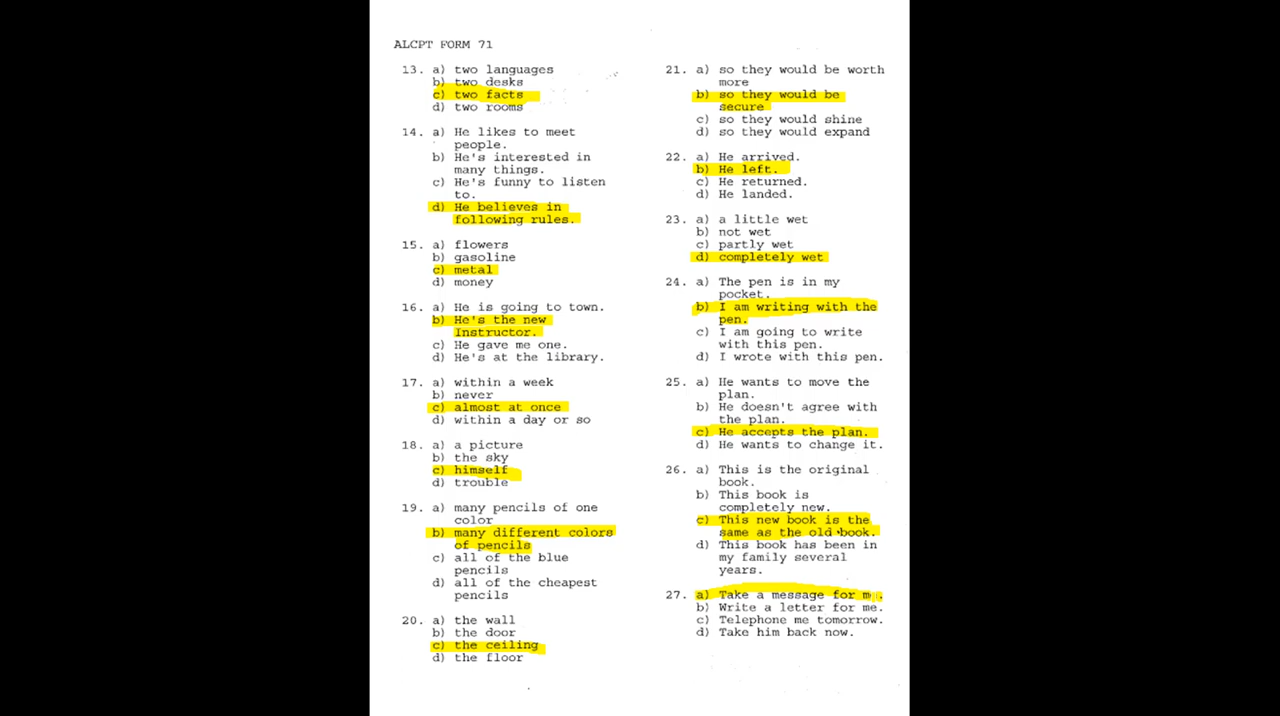 ALCPT FORM 71
13. a) two languages
b) two desks
c) two facts
d) two rooms
14. a) He likes to meet
people.
b) He's interested in
many things.
c) He's funny to listen
to.
d) He believes in
following rules.
15. a) flowers
b) gasoline
c) metal
d) money
16. a) He is going to town.
b) He's the new
Instructor.
c) He gave me one.
d) He's at the library.
17. a) within a week
b) never
c) almost at once
d) within a day or so
18. a) a picture
b) the sky
c) himself
d) trouble
19. a) many pencils of one
color
b) many different colors
of pencils
c) all of the blue
pencils
d) all of the cheapest
pencils
20. a) the wall
b) the door
c) the ceiling
d) the floor
21. a) so they would be worth
more
b) so they would be
secure
c) so they would shine
d) so they would expand
22. a) He arrived.
b) He left.
c) He returned.
d) He landed.
23. a) a little wet
b) not wet
c) partly wet
d) completely wet
24. a) The pen is in my
pocket.
b) I am writing with the
pen.
c) I am going to write
with this pen.
d) I wrote with this pen.
25. a) He wants to move the
plan.
b) He doesn't agree with
the plan.
c) He accepts the plan.
d) He wants to change it.
26. a) This is the original
book.
b) This book is
completely new.
c) This new book is the
same as the old book.
d) This book has been in
my family several
years.
27. a) Take a message for me.
b) Write a letter for me.
c) Telephone me tomorrow.
d) Take him back now.